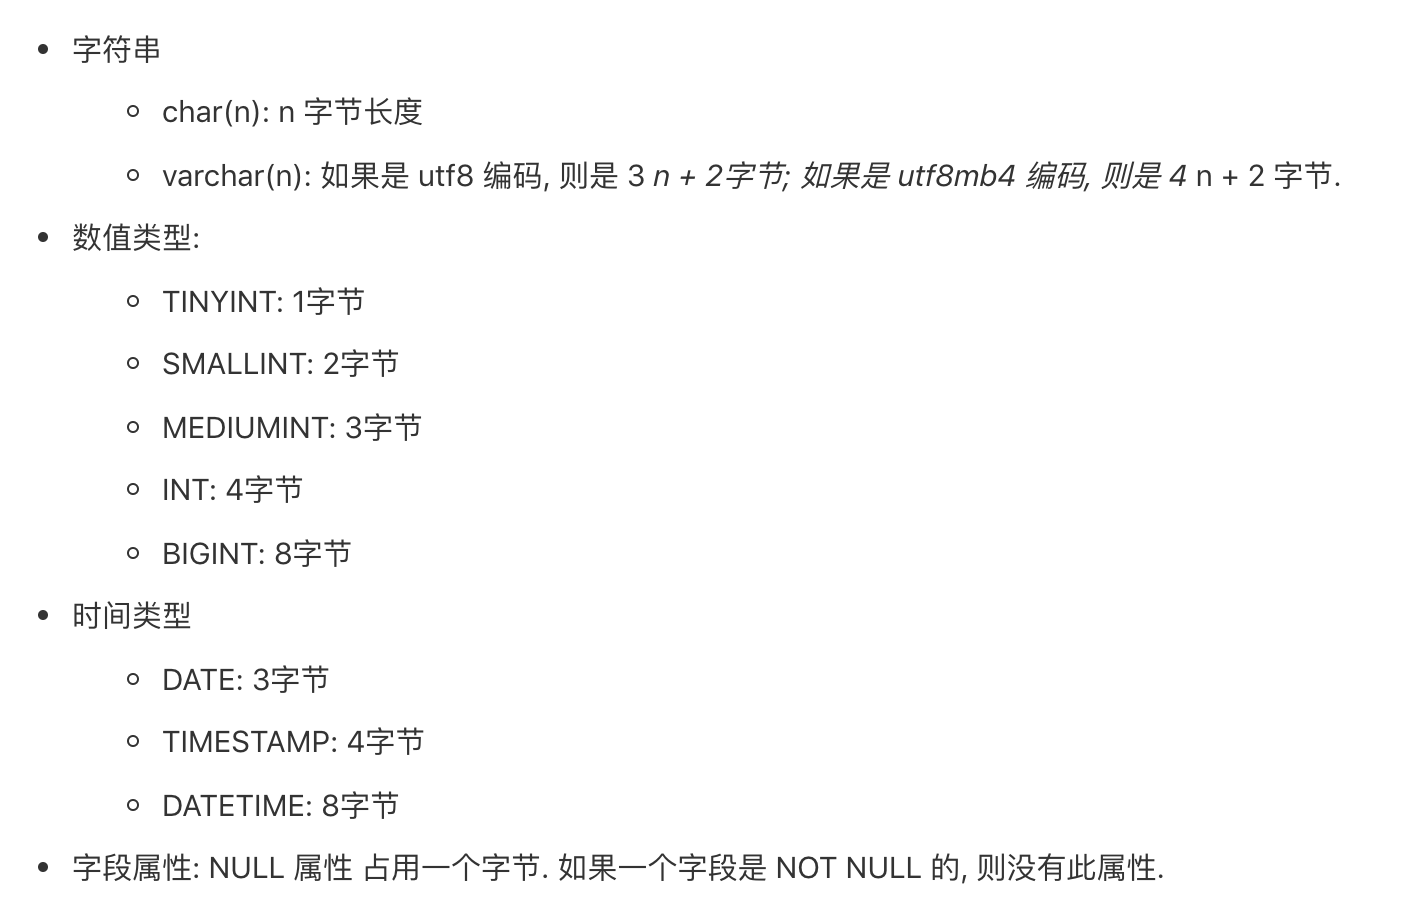 字符串
char(n): n 字节长度
varchar(n): 如果是 utf8 编码, 则是 3 n + 2字节; 如果是 utf8mb4 编码, 则是 4 n + 2 字节.
数值类型:
TINYINT: 1字节
SMALLINT: 2字节
MEDIUMINT: 3字节
INT: 4字节
BIGINT: 8字节
时间类型
DATE: 3字节
TIMESTAMP: 4字节
DATETIME: 8字节
字段属性: NULL 属性 占用一个字节. 如果一个字段是 NOT NULL 的, 则没有此属性.